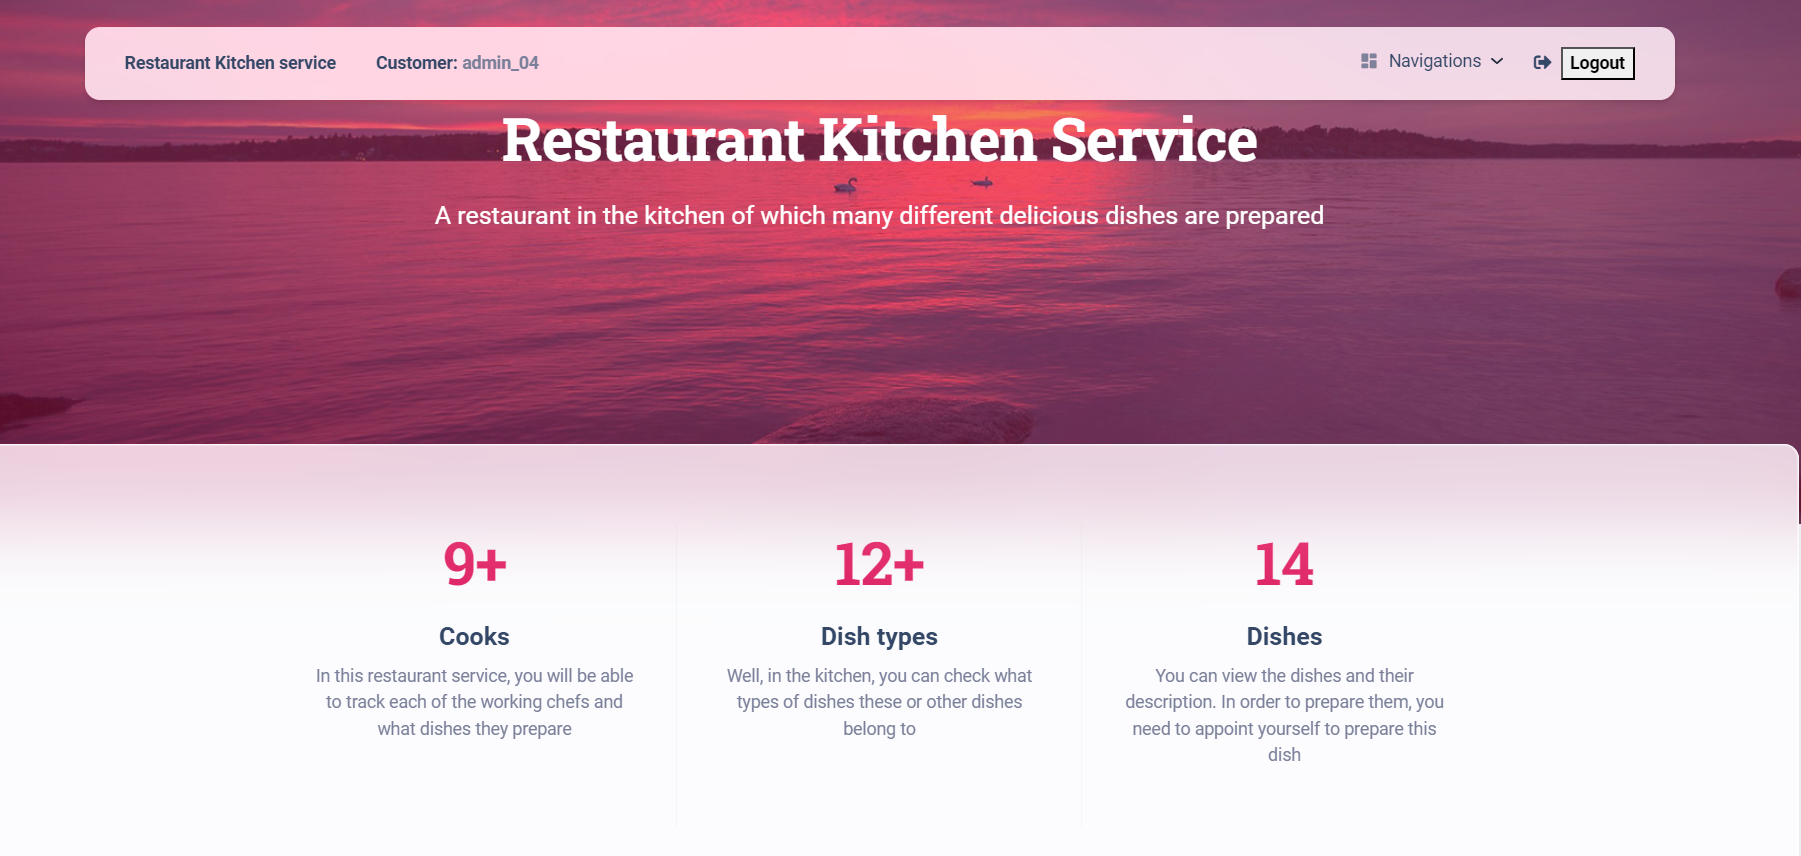 Restaurant Kitchen service
Customer: admin_04
Navigations
Logout
Restaurant Kitchen Service
A restaurant in the kitchen of which many different delicious dishes are prepared
9+
Cooks
In this restaurant service, you will be able
to track each of the working chefs and
what dishes they prepare
12+
Dish types
Well, in the kitchen, you can check what
types of dishes these or other dishes
belong to
14
Dishes
You can view the dishes and their
description. In order to prepare them, you
need to appoint yourself to prepare this
dish